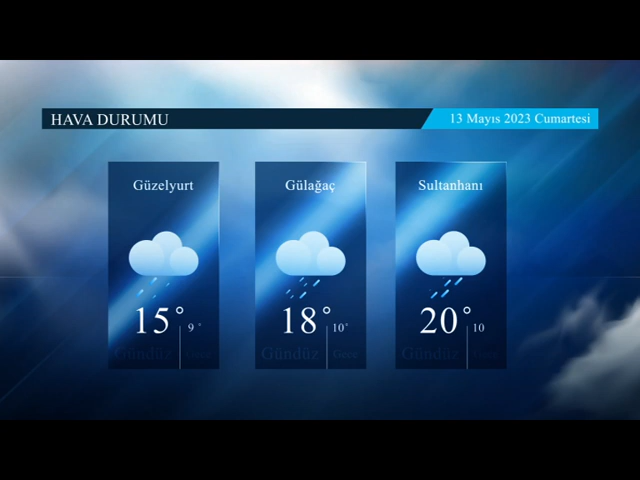 HAVA DURUMU
13 Mayıs 2023 Cumartesi
Güzelyurt
15° 9°
Gündüz Gece
Gülağaç
18° 10°
Gündüz Gece
Sultanhanı
20° 10
Gündüz Gece